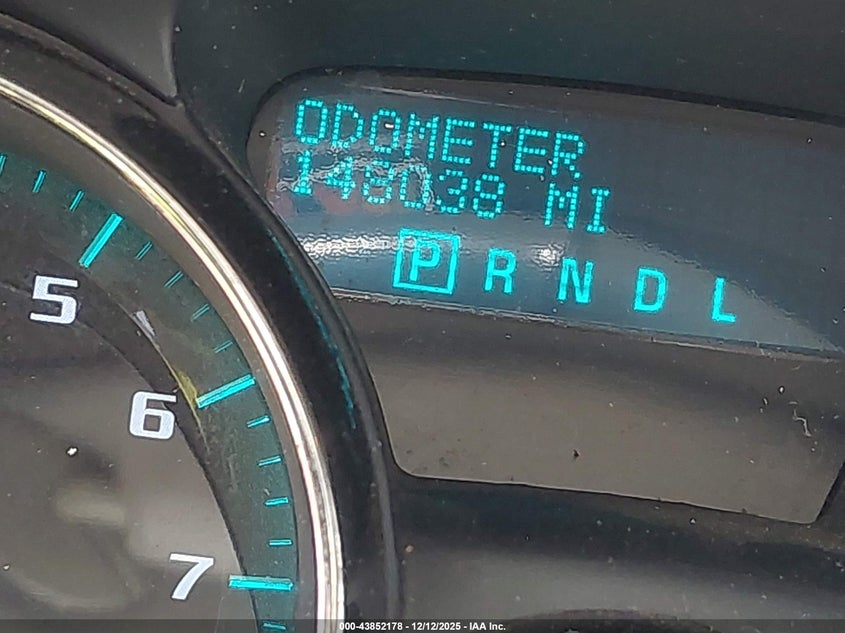 ODOMETER
148038 MI
P R N D L
5
6
7
000-43852178 - 12/12/2025 - IAA Inc.